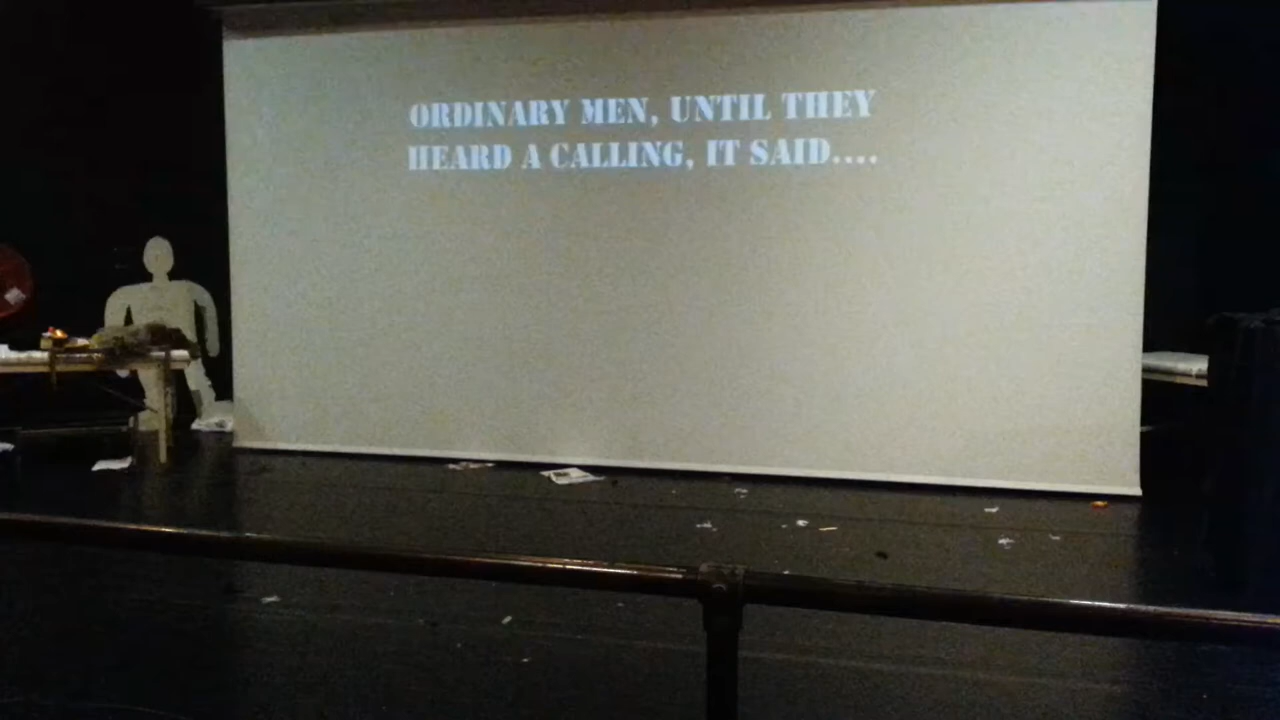 ORDINARY MEN, UNTIL THEY
HEARD A CALLING, IT SAID....